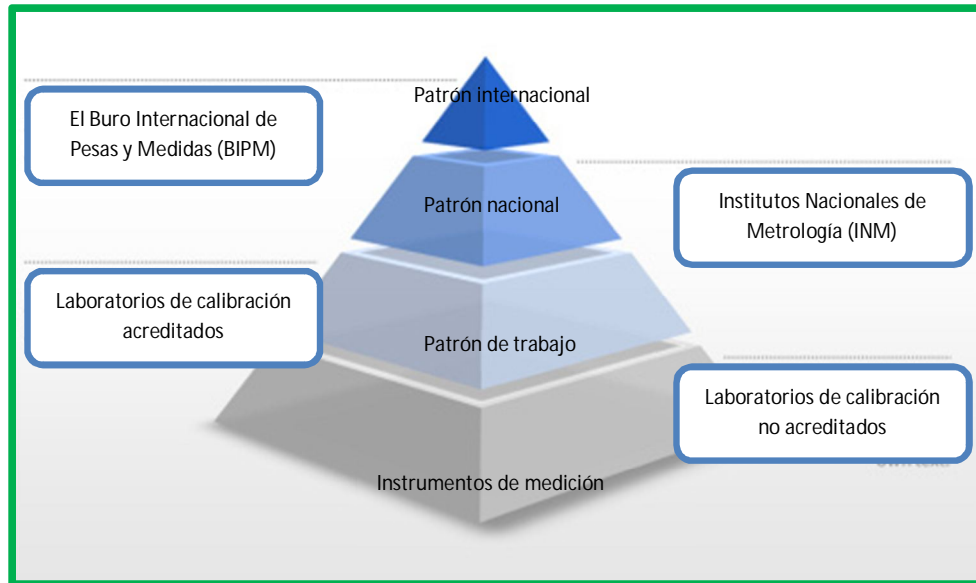 Patrón internacional
El Buro Internacional de
Pesas y Medidas (BIPM)
Patrón nacional
Institutos Nacionales de
Metrología (INM)
Laboratorios de calibración
acreditados
Patrón de trabajo
Laboratorios de calibración
no acreditados
Instrumentos de medición